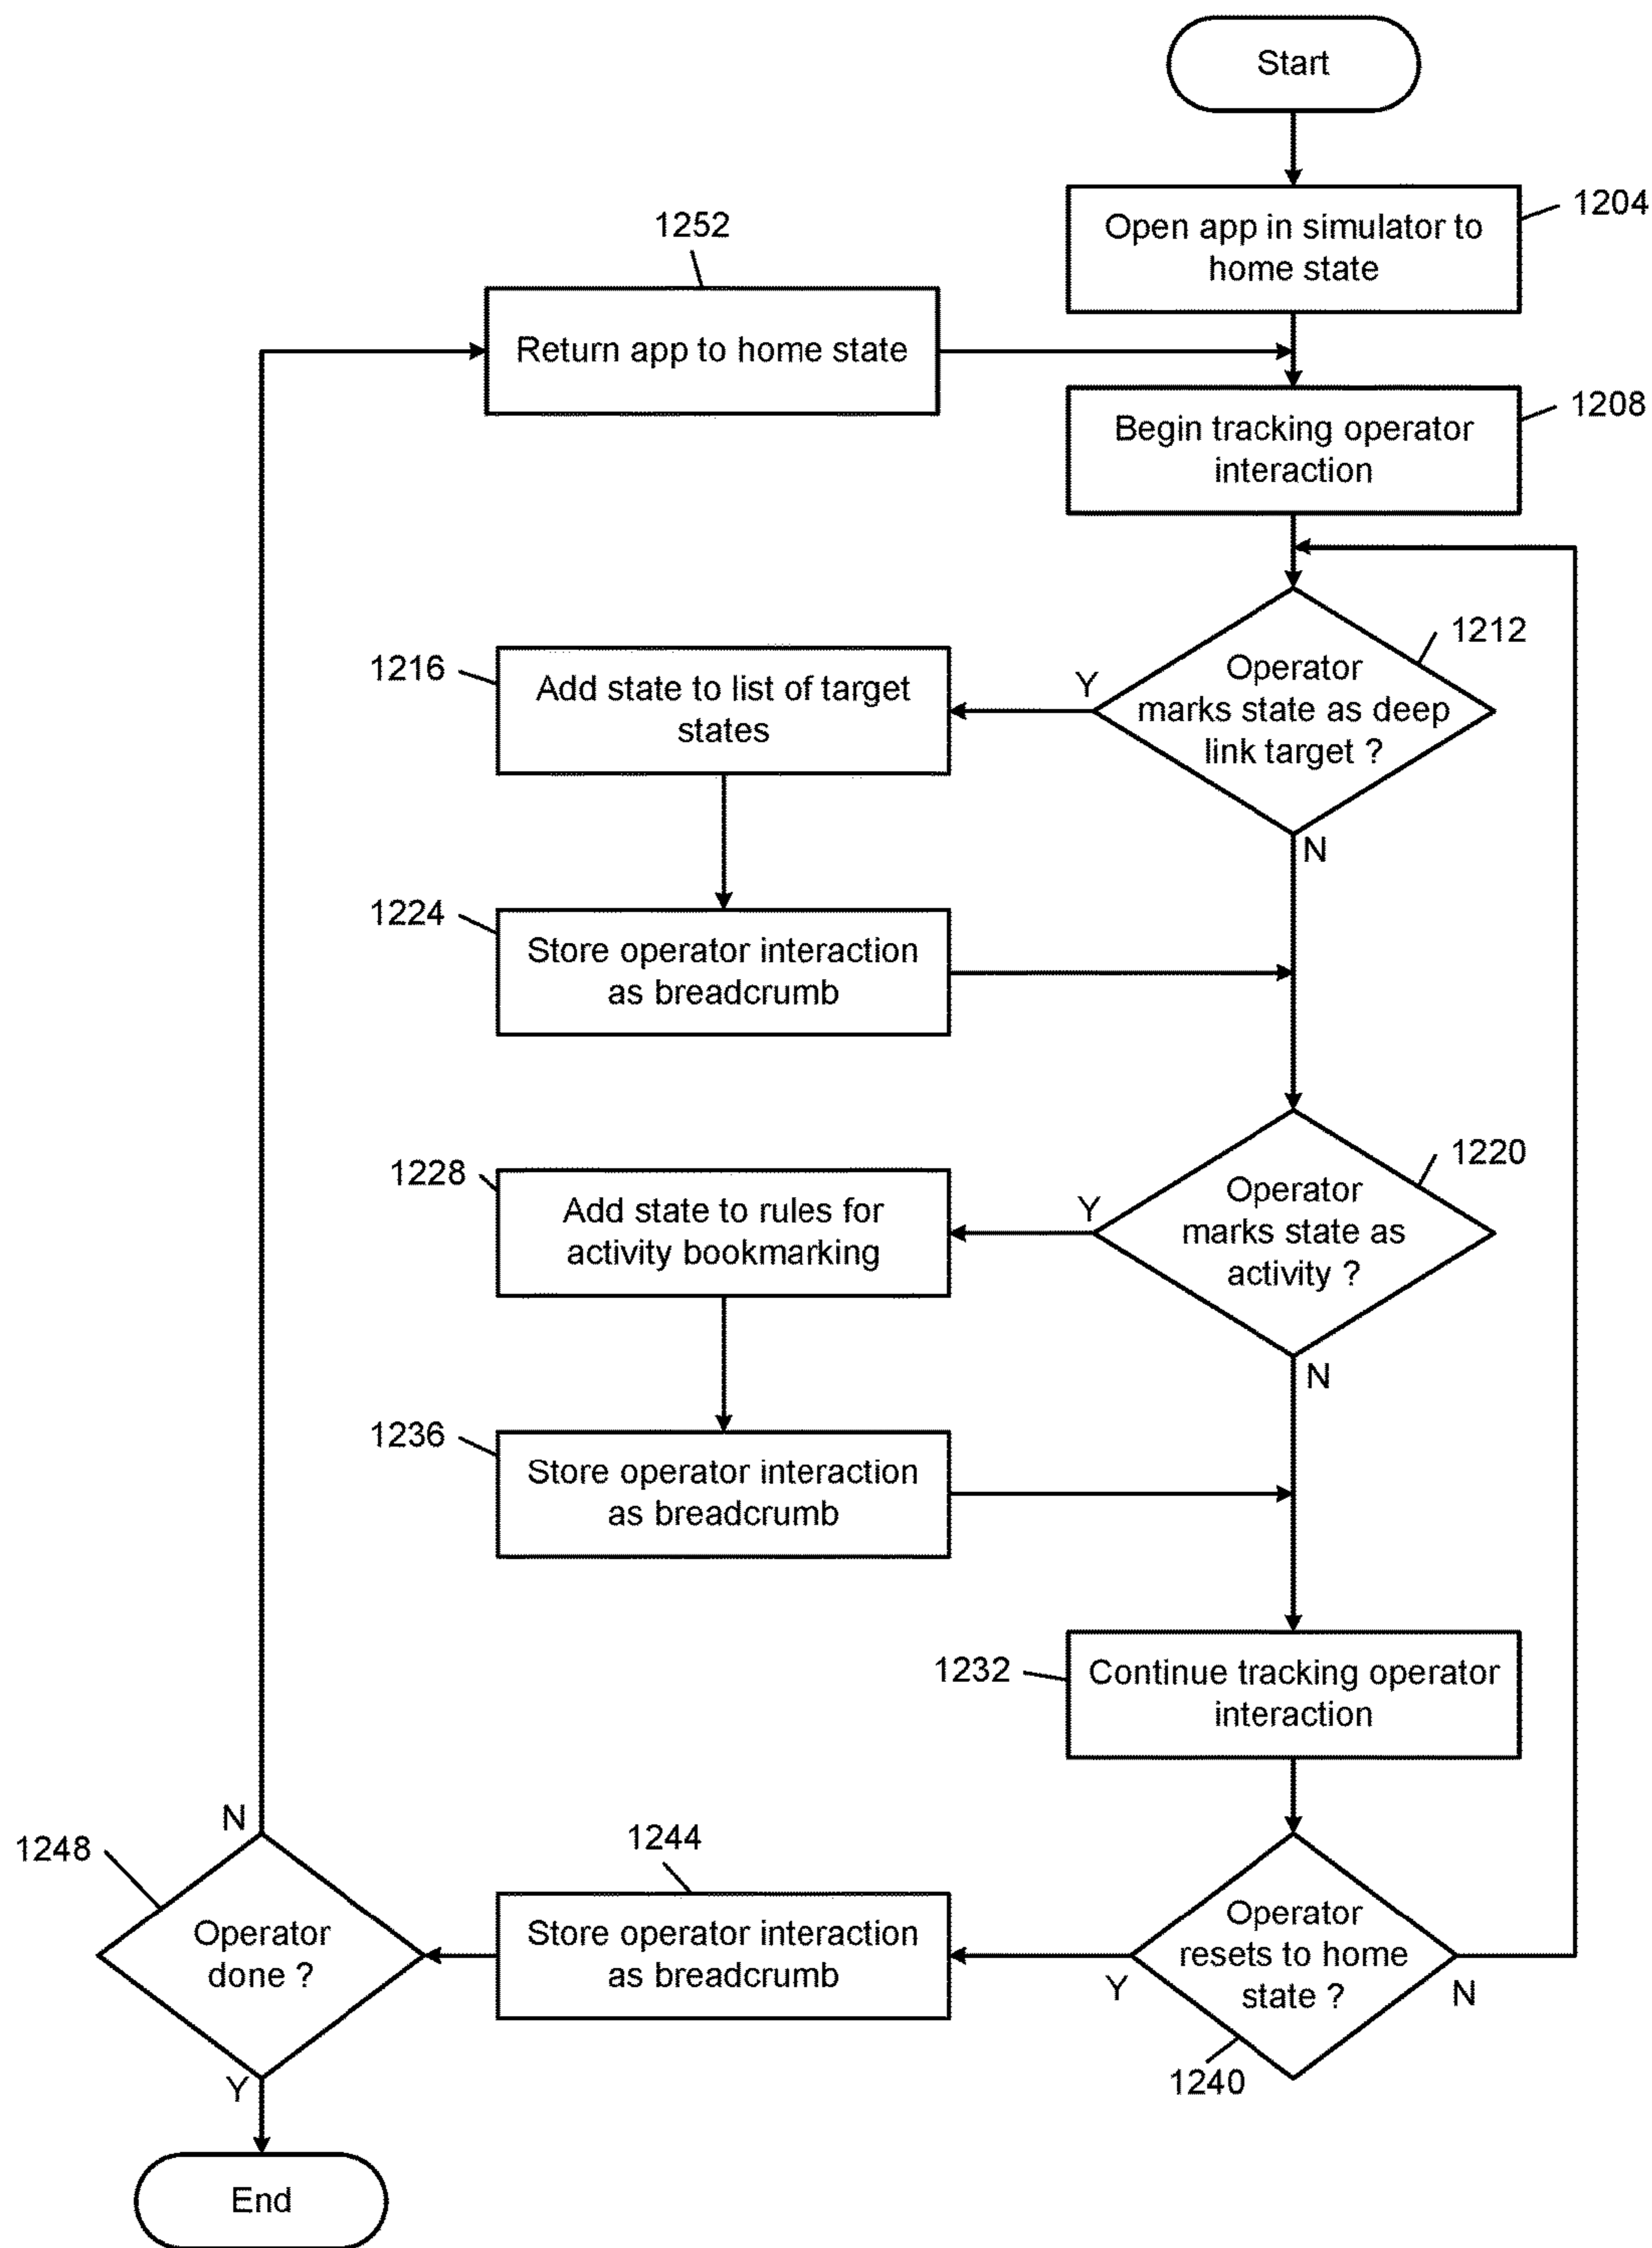 Start
1204
Open app in simulator to
home state
1252
Return app to home state
1208
Begin tracking operator
interaction
1212
Operator
marks state as deep
link target ?
Y
N
1216
Add state to list of target
states
1224
Store operator interaction
as breadcrumb
1220
Operator
marks state as
activity ?
Y
N
1228
Add state to rules for
activity bookmarking
1236
Store operator interaction
as breadcrumb
1232
Continue tracking operator
interaction
Operator
resets to home
state ?
Y
N
1240
1244
Store operator interaction
as breadcrumb
N
1248
Operator
done ?
Y
End